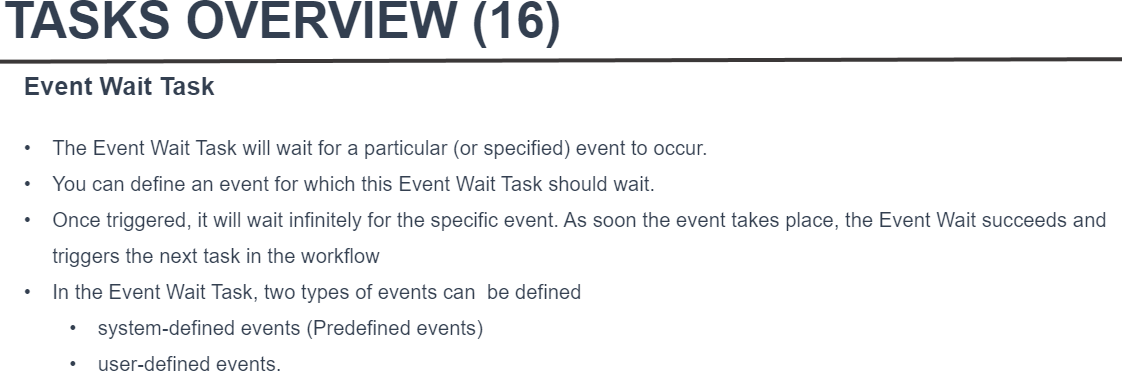 TASKS OVERVIEW (16)
Event Wait Task
• The Event Wait Task will wait for a particular (or specified) event to occur.
• You can define an event for which this Event Wait Task should wait.
• Once triggered, it will wait infinitely for the specific event. As soon the event takes place, the Event Wait succeeds and
triggers the next task in the workflow
• In the Event Wait Task, two types of events can  be defined
• system-defined events (Predefined events)
• user-defined events.